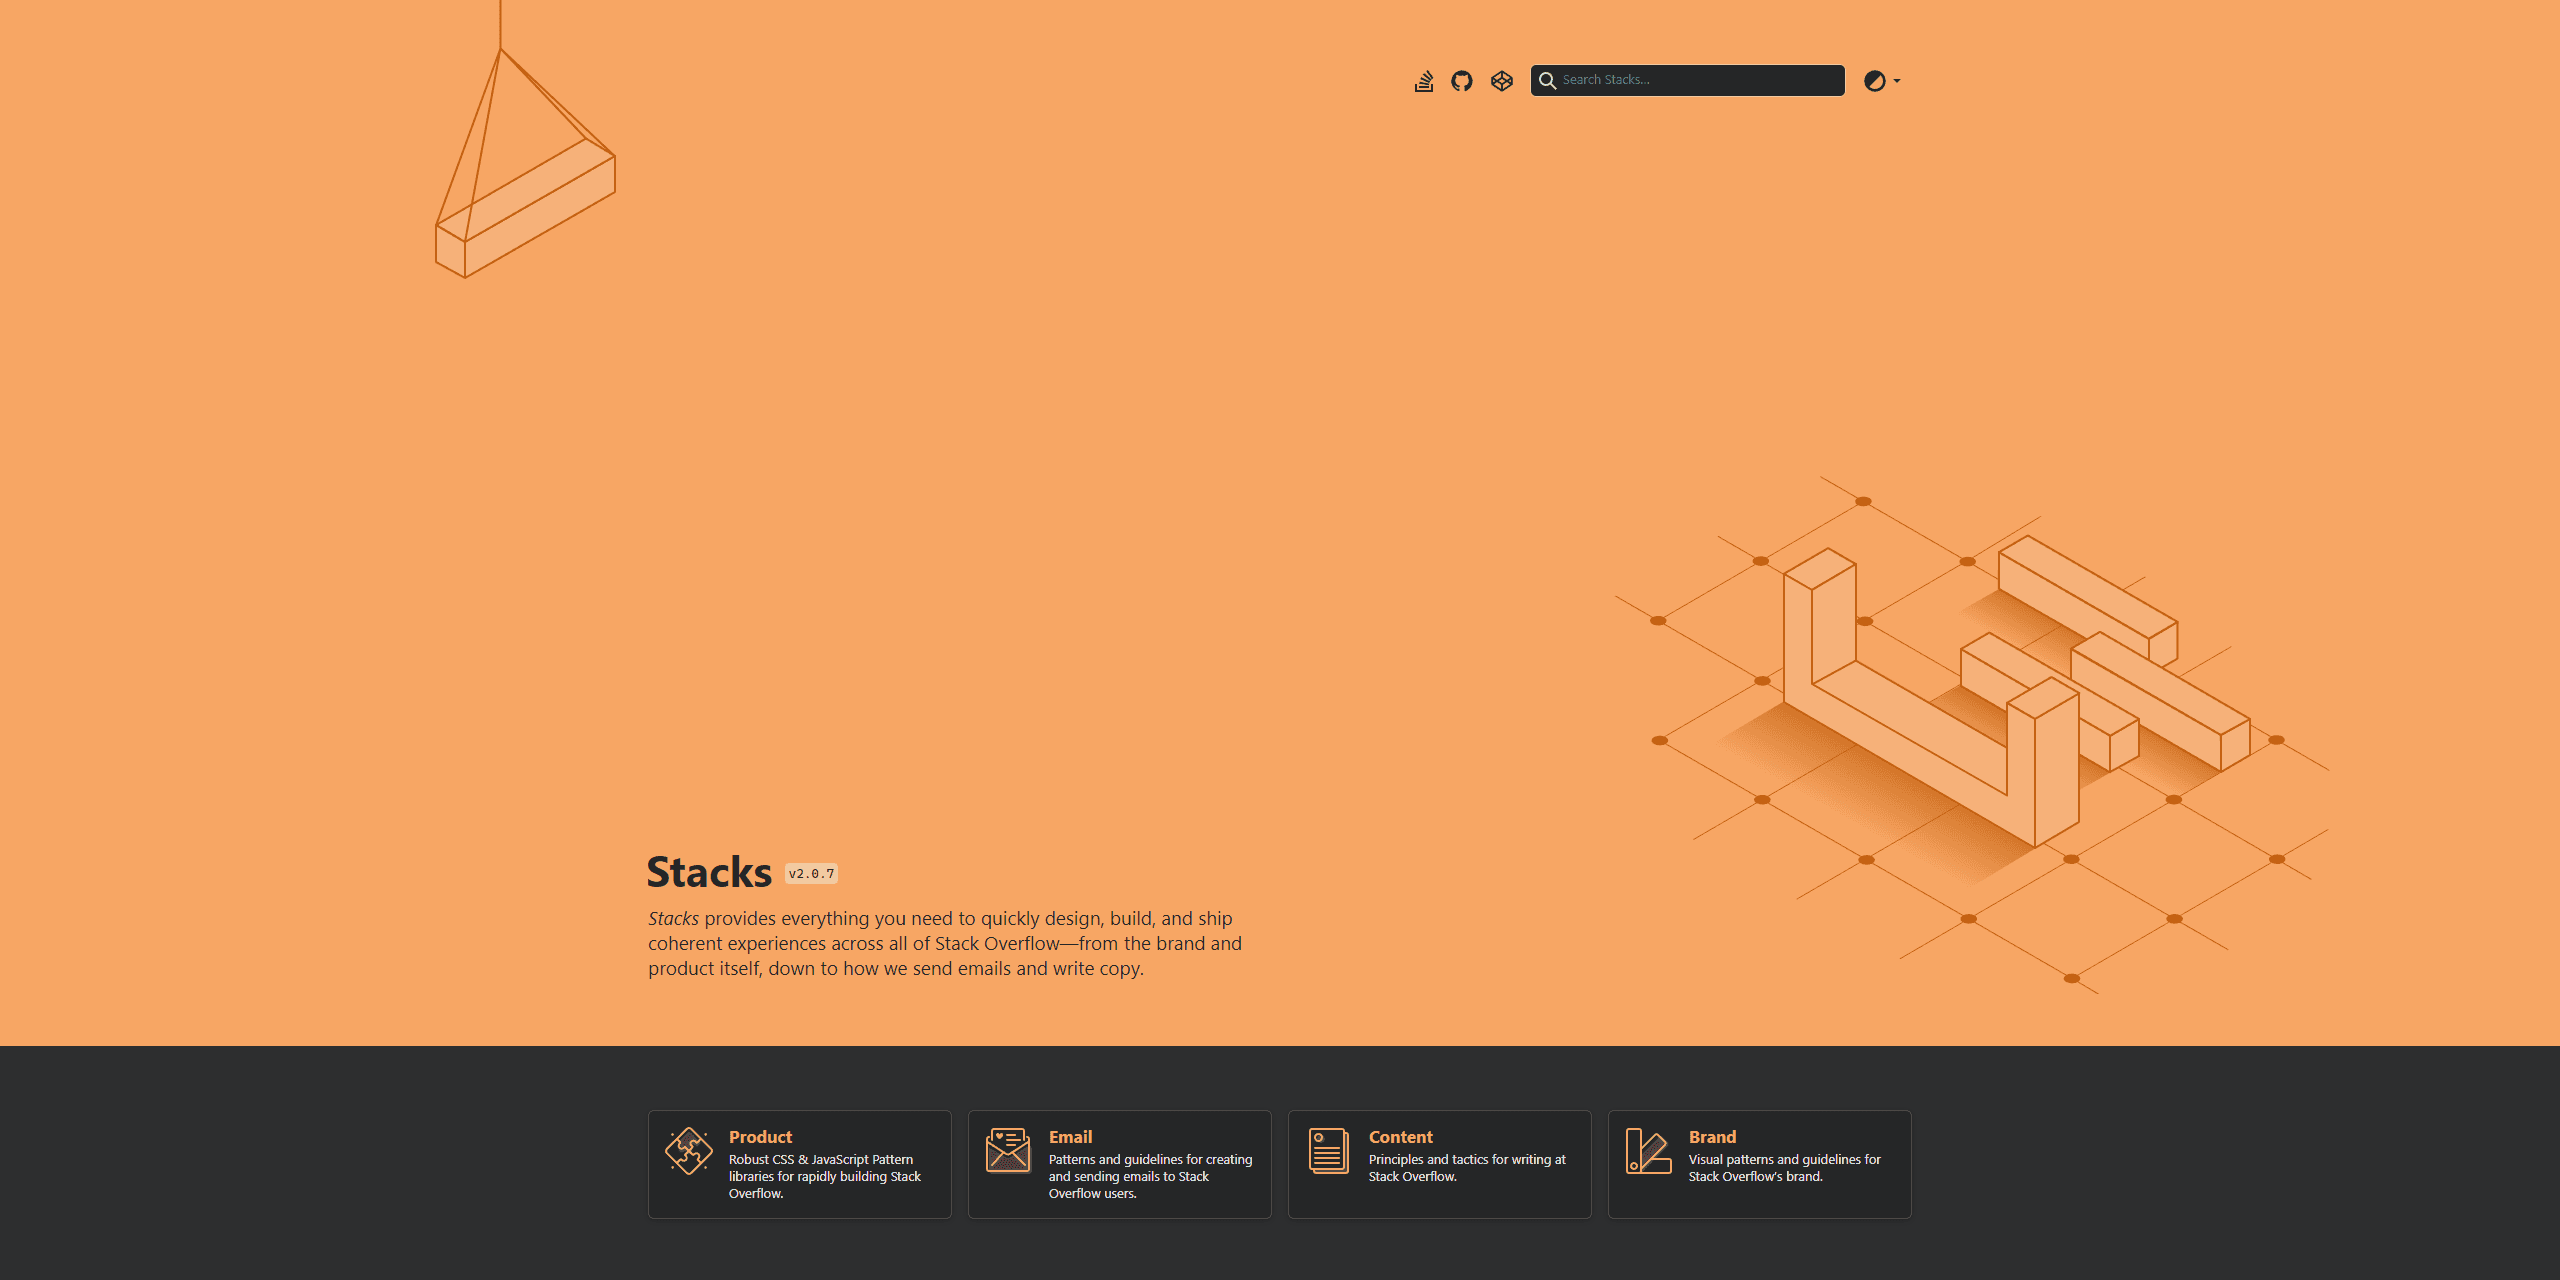 Search Stacks...
Stacks v2.0.7
Stacks provides everything you need to quickly design, build, and ship
coherent experiences across all of Stack Overflow—from the brand and
product itself, down to how we send emails and write copy.
Product
Robust CSS & JavaScript Pattern
libraries for rapidly building Stack
Overflow.
Email
Patterns and guidelines for creating
and sending emails to Stack
Overflow users.
Content
Principles and tactics for writing at
Stack Overflow.
Brand
Visual patterns and guidelines for
Stack Overflow's brand.